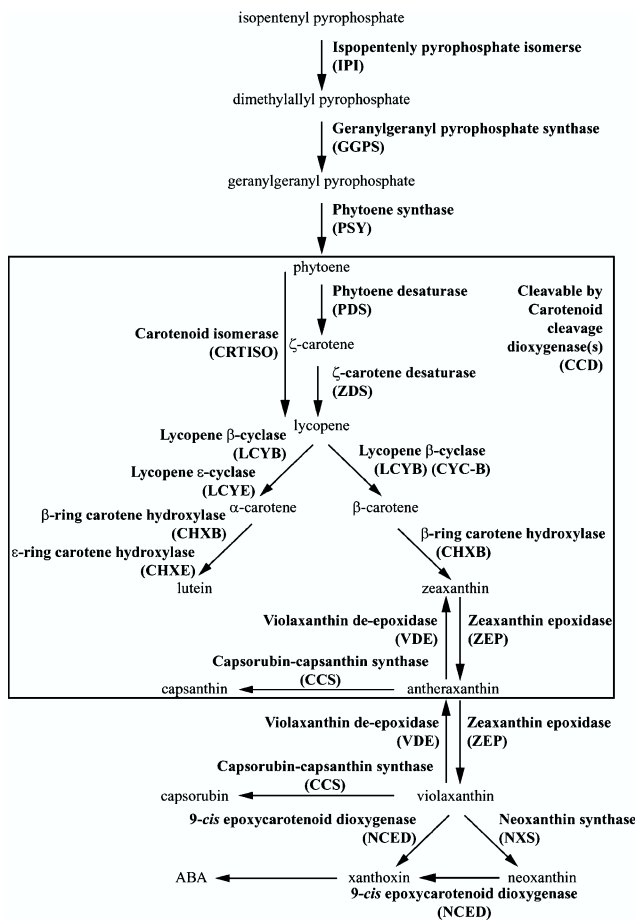 isopentenyl pyrophosphate
Ispopentenly pyrophosphate isomerse
(IPI)
dimethylallyl pyrophosphate
Geranylgeranyl pyrophosphate synthase
(GGPS)
geranylgeranyl pyrophosphate
Phytoene synthase
(PSY)
phytoene
Phytoene desaturase
(PDS)
Cleavable by
Carotenoid
cleavage
dioxygenase(s)
(CCD)
Carotenoid isomerase
(CRTISO)
ζ-carotene
ζ-carotene desaturase
(ZDS)
lycopene
Lycopene β-cyclase
(LCYB)
Lycopene ε-cyclase
(LCYE)
Lycopene β-cyclase
(LCYB) (CYC-B)
α-carotene
β-carotene
β-ring carotene hydroxylase
(CHXB)
ε-ring carotene hydroxylase
(CHXE)
β-ring carotene hydroxylase
(CHXB)
lutein
zeaxanthin
Violaxanthin de-epoxidase
(VDE)
Zeaxanthin epoxidase
(ZEP)
Capsorubin-capsanthin synthase
(CCS)
capsanthin
antheraxanthin
Violaxanthin de-epoxidase
(VDE)
Zeaxanthin epoxidase
(ZEP)
Capsorubin-capsanthin synthase
(CCS)
capsorubin
violaxanthin
9-cis epoxycarotenoid dioxygenase
(NCED)
Neoxanthin synthase
(NXS)
ABA
xanthoxin
neoxanthin
9-cis epoxycarotenoid dioxygenase
(NCED)